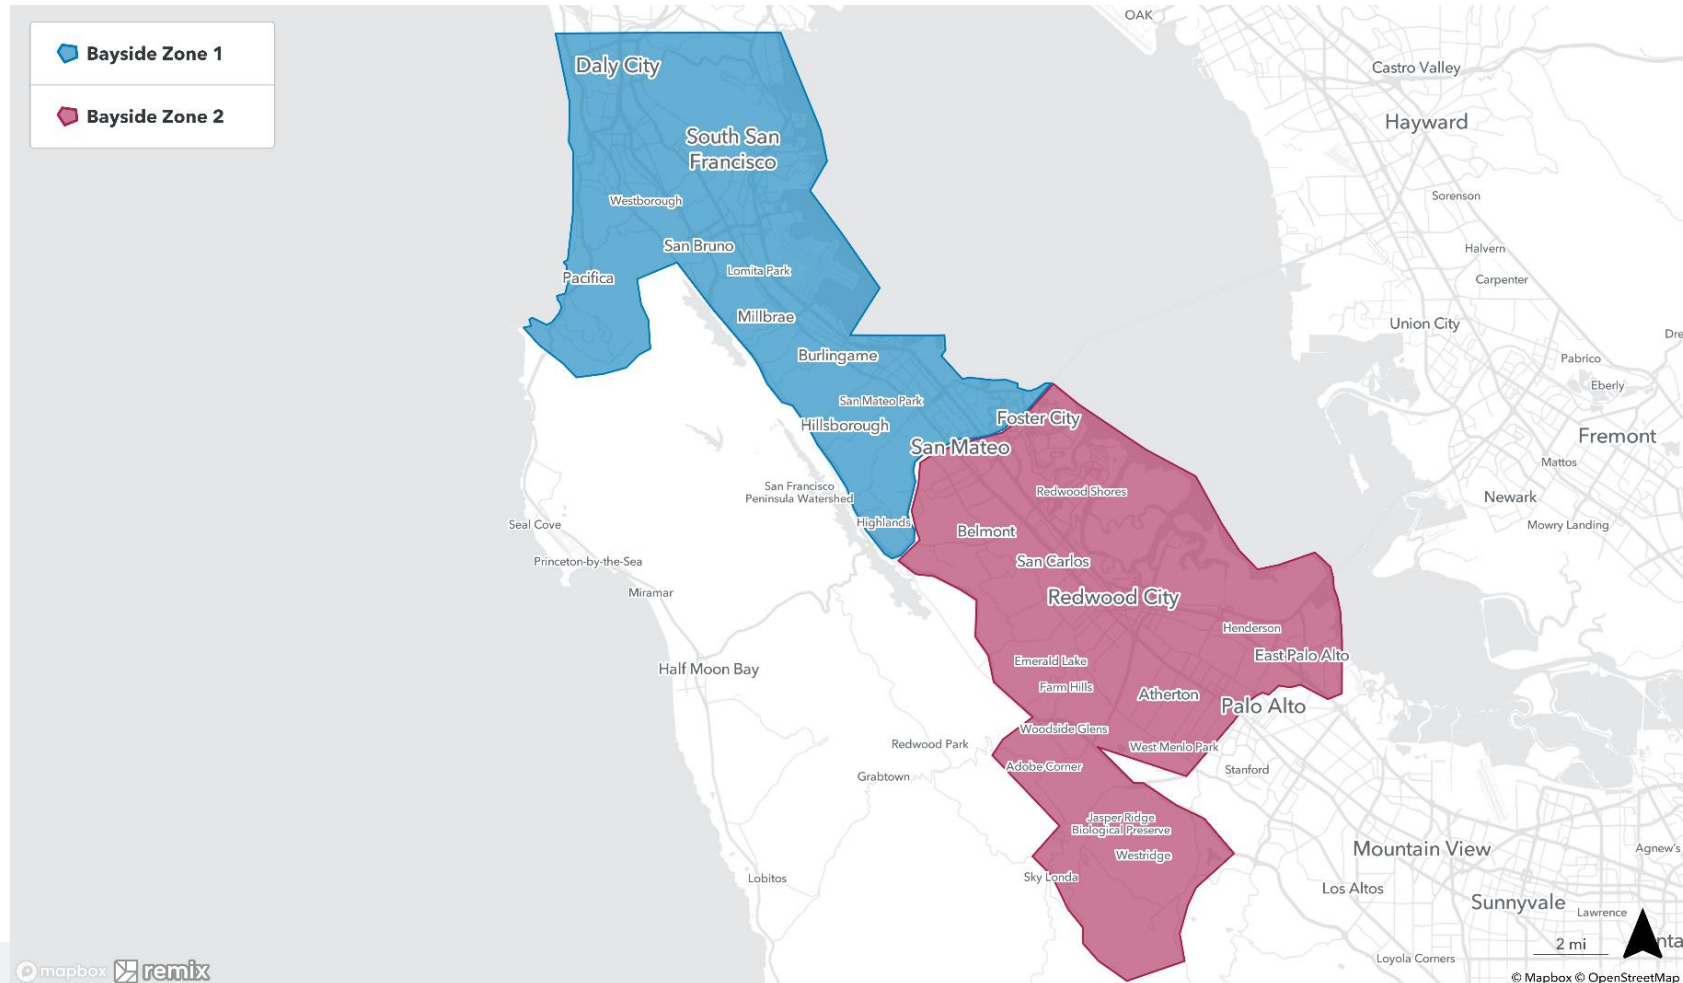 Bayside Zone 1
Bayside Zone 2
OAK
Castro Valley
Daly City
Hayward
South San
Francisco
Sorenson
Westborough
San Bruno
Halvern
Lomita Park
Pacifica
Carpenter
Millbrae
Union City
Dre
Burlingame
Pabrico
Eberly
San Mateo Park
Foster City
Hillsborough
Fremont
San Mateo
Mattos
San Francisco
Peninsula Watershed
Redwood Shores
Newark
Highlands
Seal Cove
Mowry Landing
Belmont
Princeton-by-the-Sea
San Carlos
Miramar
Redwood City
Henderson
East Palo Alto
Emerald Lake
Half Moon Bay
Farm Hills
Atherton
Palo Alto
Woodside Glens
Redwood Park
West Menlo Park
Adobe Corner
Stanford
Grabtown
Jasper Ridge
Biological Preserve
Mountain View
Agnew's
Westridge
Lobitos
Sky Londa
Los Altos
Sunnyvale
Lawrence
2 mi
nta
Loyola Corners
mapbox remix
© Mapbox © OpenStreetMap